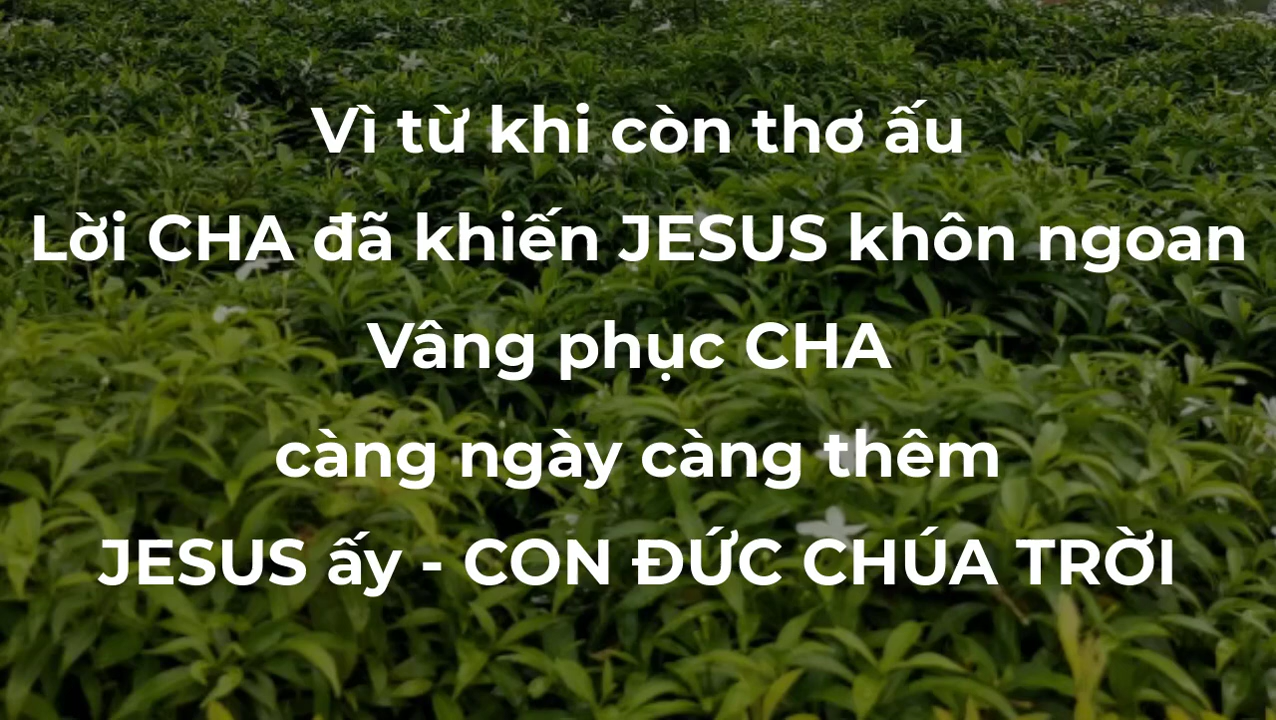 Vì từ khi còn thơ ấu
Lời CHA đã khiến JESUS khôn ngoan
Vâng phục CHA
càng ngày càng thêm
JESUS ấy - CON ĐỨC CHÚA TRỜI